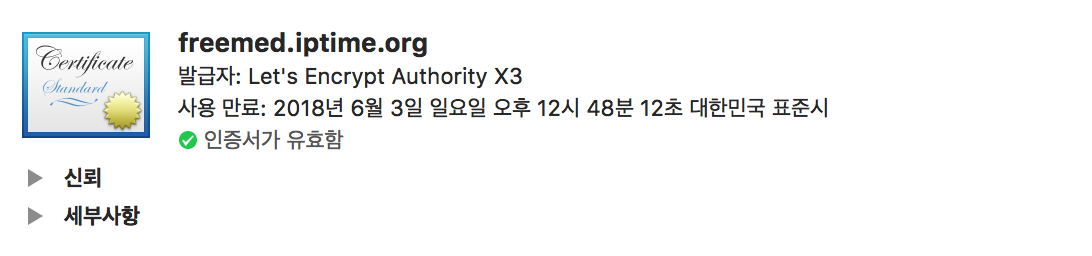 Certificate
Standard
freemed.iptime.org
발급자: Let's Encrypt Authority X3
사용 만료: 2018년 6월 3일 일요일 오후 12시 48분 12초 대한민국 표준시
인증서가 유효함
신뢰
세부사항